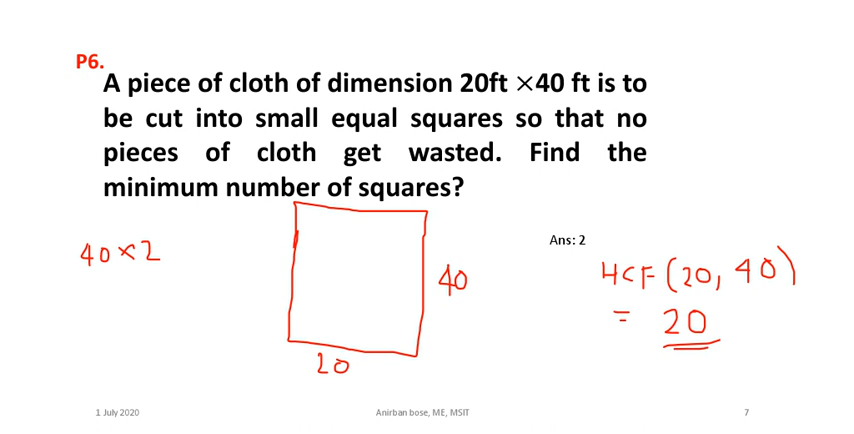 P6.
A piece of cloth of dimension 20ft ×40 ft is to
be cut into small equal squares so that no
pieces of cloth get wasted. Find the
minimum number of squares?
40 × 2
40
20
Ans: 2
HCF (20, 40)
= 20
1 July 2020
Anirban bose, ME, MSIT
7